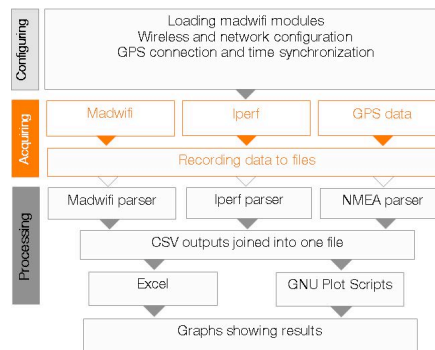 Configuring
Loading madwifi modules
Wireless and network configuration
GPS connection and time synchronization
Acquiring
Madwifi
Iperf
GPS data
Recording data to files
Processing
Madwifi parser
Iperf parser
NMEA parser
CSV outputs joined into one file
Excel
GNU Plot Scripts
Graphs showing results